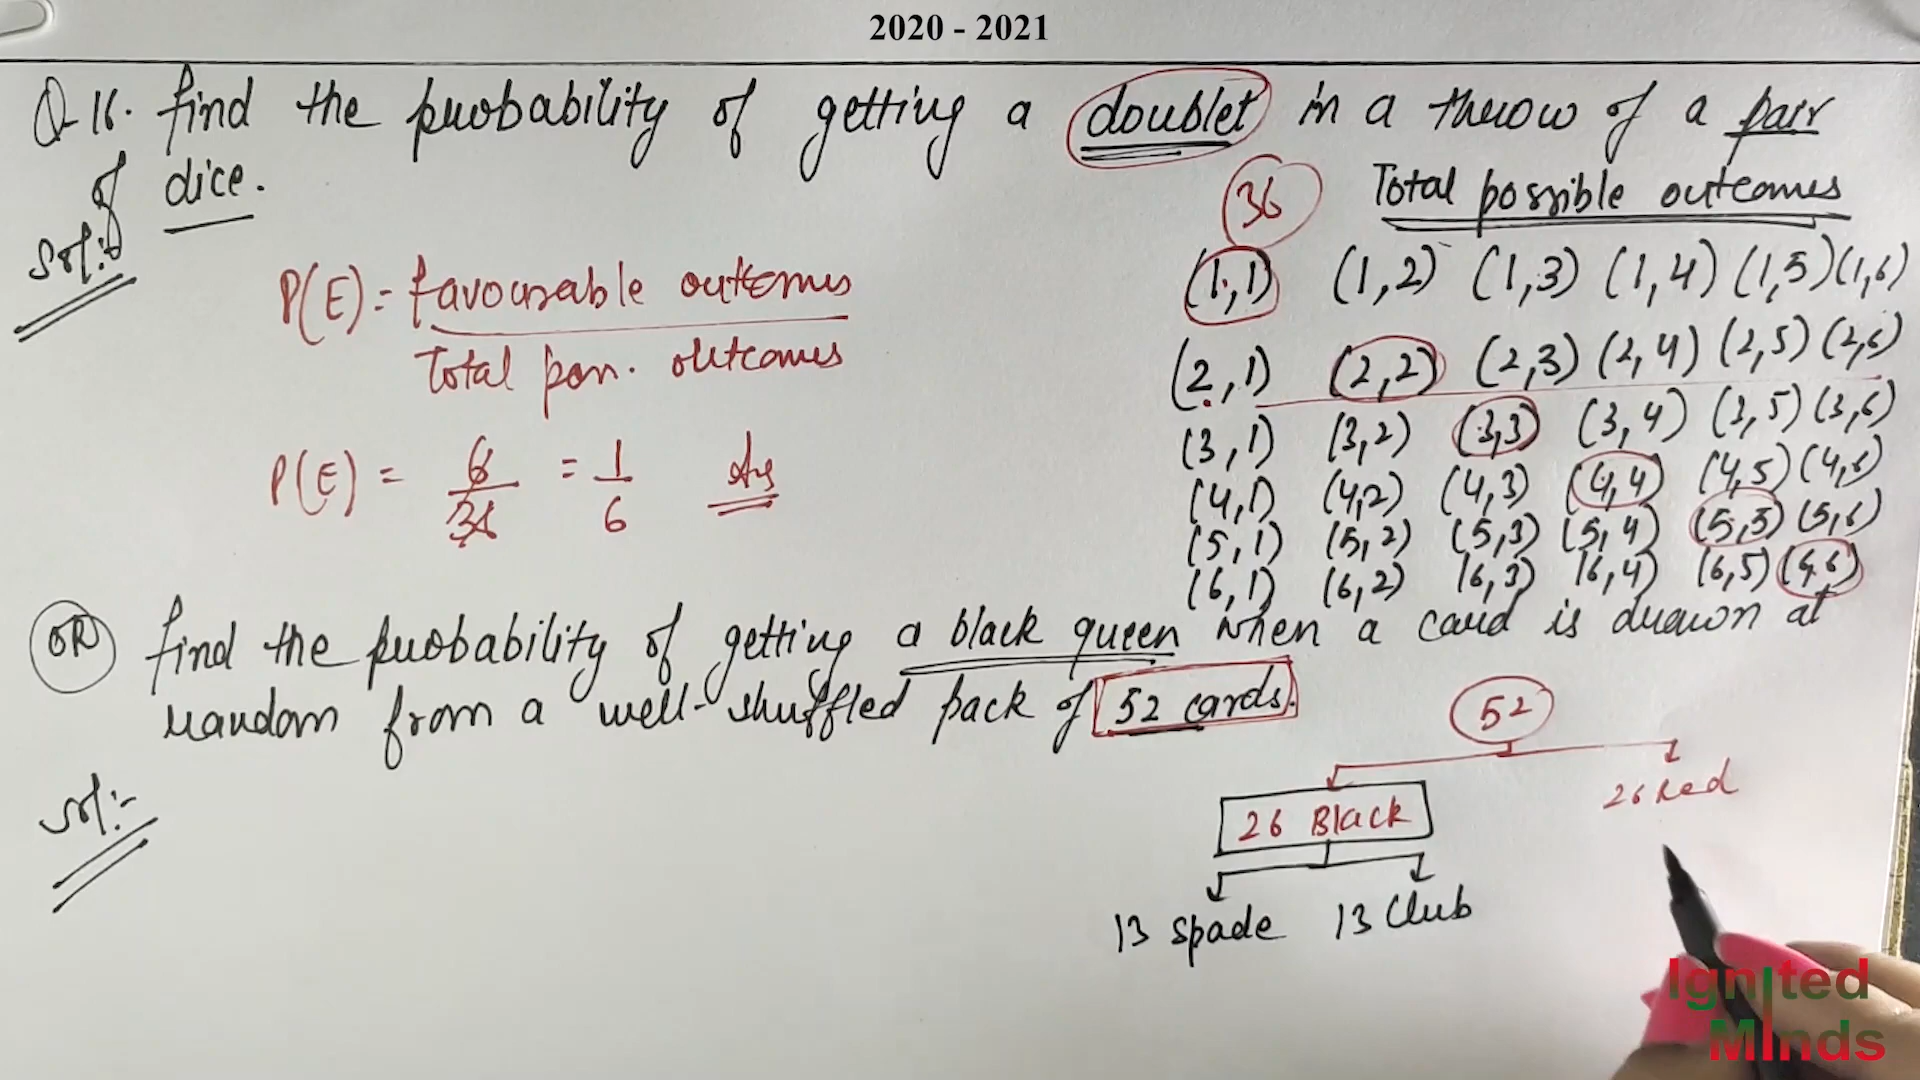 2020 - 2021
Q-16. find the probability of getting a doublet in a throw of a pair
of dice.
Sol:-
36
Total possible outcomes
P(E) = favourable outcomes
Total poss. outcomes
P(E) = 6/36 = 1/6 Ans
(1,1) (1,2) (1,3) (1,4) (1,5) (1,6)
(2,1) (2,2) (2,3) (2,4) (2,5) (2,6)
(3,1) (3,2) (3,3) (3,4) (3,5) (3,6)
(4,1) (4,2) (4,3) (4,4) (4,5) (4,6)
(5,1) (5,2) (5,3) (5,4) (5,5) (5,6)
(6,1) (6,2) (6,3) (6,4) (6,5) (6,6)
OR find the probability of getting a black queen when a card is drawn at
random from a well-shuffled pack of 52 cards.
Sol:-
52
26 Black
26 Red
13 Spade 13 Club
Ignited
Minds